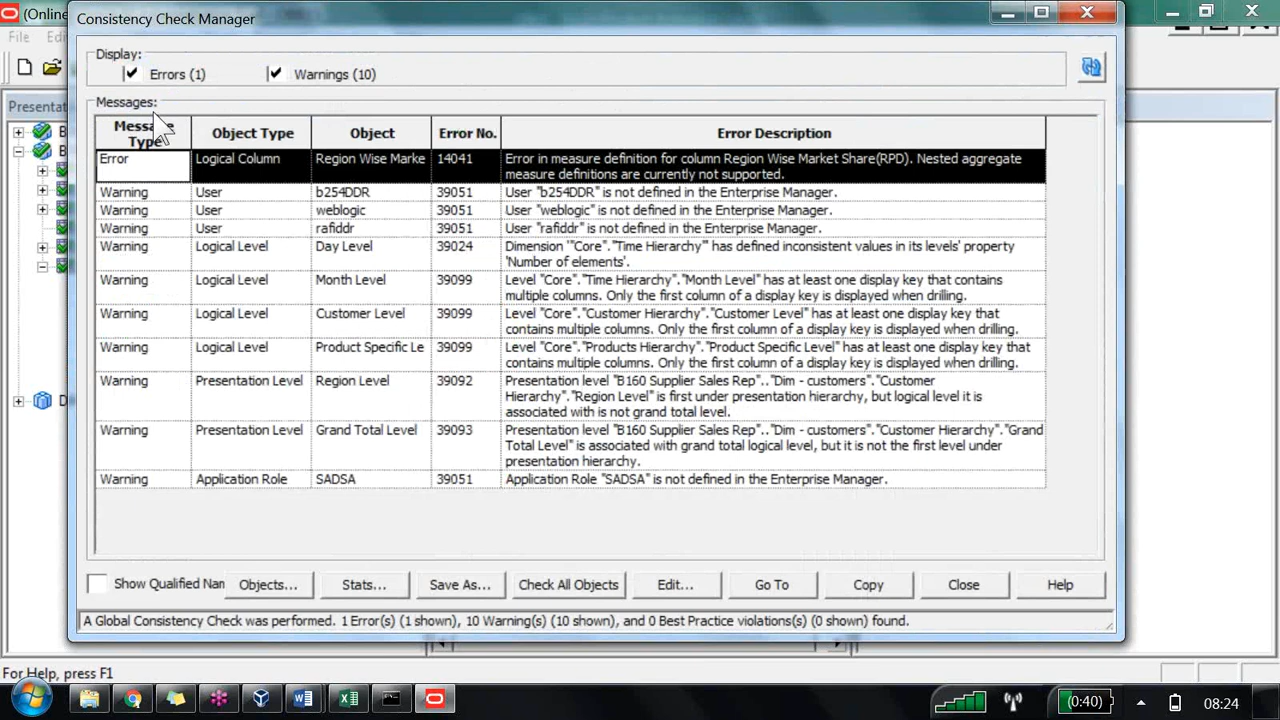 (Online
Consistency Check Manager
File
Display:
Errors (1)
Warnings (10)
Messages:
Presentat
Message Type
Object Type
Object
Error No.
Error Description
Error
Logical Column
Region Wise Marke
14041
Error in measure definition for column Region Wise Market Share(RPD). Nested aggregate
measure definitions are currently not supported.
Warning
User
b254DDR
39051
User "b254DDR" is not defined in the Enterprise Manager.
Warning
User
weblogic
39051
User "weblogic" is not defined in the Enterprise Manager.
Warning
User
rafiddr
39051
User "rafiddr" is not defined in the Enterprise Manager.
Warning
Logical Level
Day Level
39024
Dimension '"Core"."Time Hierarchy"' has defined inconsistent values in its levels' property
'Number of elements'.
Warning
Logical Level
Month Level
39099
Level "Core"."Time Hierarchy"."Month Level" has at least one display key that contains
multiple columns. Only the first column of a display key is displayed when drilling.
Warning
Logical Level
Customer Level
39099
Level "Core"."Customer Hierarchy"."Customer Level" has at least one display key that
contains multiple columns. Only the first column of a display key is displayed when drilling.
Warning
Logical Level
Product Specific Le
39099
Level "Core"."Products Hierarchy"."Product Specific Level" has at least one display key that
contains multiple columns. Only the first column of a display key is displayed when drilling.
Warning
Presentation Level
Region Level
39092
Presentation level "B160 Supplier Sales Rep".."Dim - customers"."Customer
Hierarchy"."Region Level" is first under presentation hierarchy, but logical level it is
associated with is not grand total level.
Warning
Presentation Level
Grand Total Level
39093
Presentation level "B160 Supplier Sales Rep".."Dim - customers"."Customer Hierarchy"."Grand
Total Level" is associated with grand total logical level, but it is not the first level under
presentation hierarchy.
Warning
Application Role
SADSA
39051
Application Role "SADSA" is not defined in the Enterprise Manager.
Show Qualified Nam
Objects...
Stats...
Save As...
Check All Objects
Edit...
Go To
Copy
Close
Help
A Global Consistency Check was performed. 1 Error(s) (1 shown), 10 Warning(s) (10 shown), and 0 Best Practice violations(s) (0 shown) found.
For Help, press F1
(0:40)
08:24